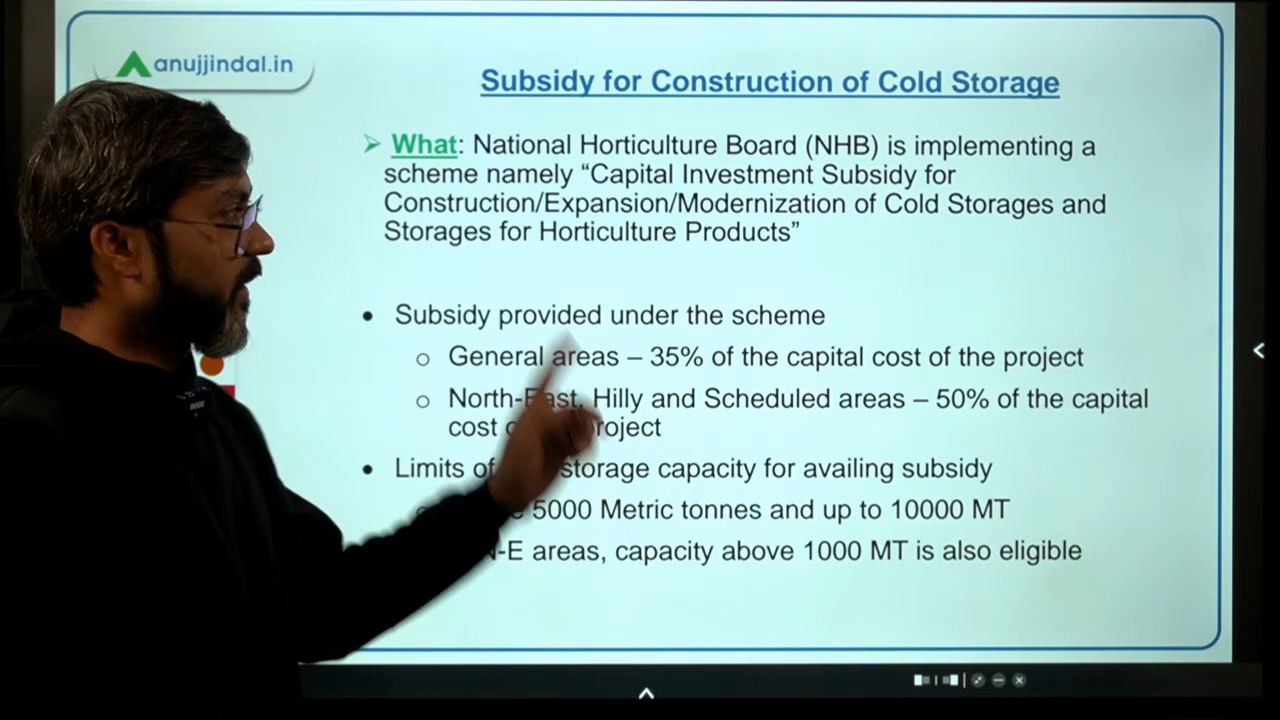 anujjindal.in
Subsidy for Construction of Cold Storage
What: National Horticulture Board (NHB) is implementing a
scheme namely “Capital Investment Subsidy for
Construction/Expansion/Modernization of Cold Storages and
Storages for Horticulture Products”
• Subsidy provided under the scheme
o General areas – 35% of the capital cost of the project
o North-East, Hilly and Scheduled areas – 50% of the capital
cost project
• Limits of storage capacity for availing subsidy
5000 Metric tonnes and up to 10000 MT
N-E areas, capacity above 1000 MT is also eligible